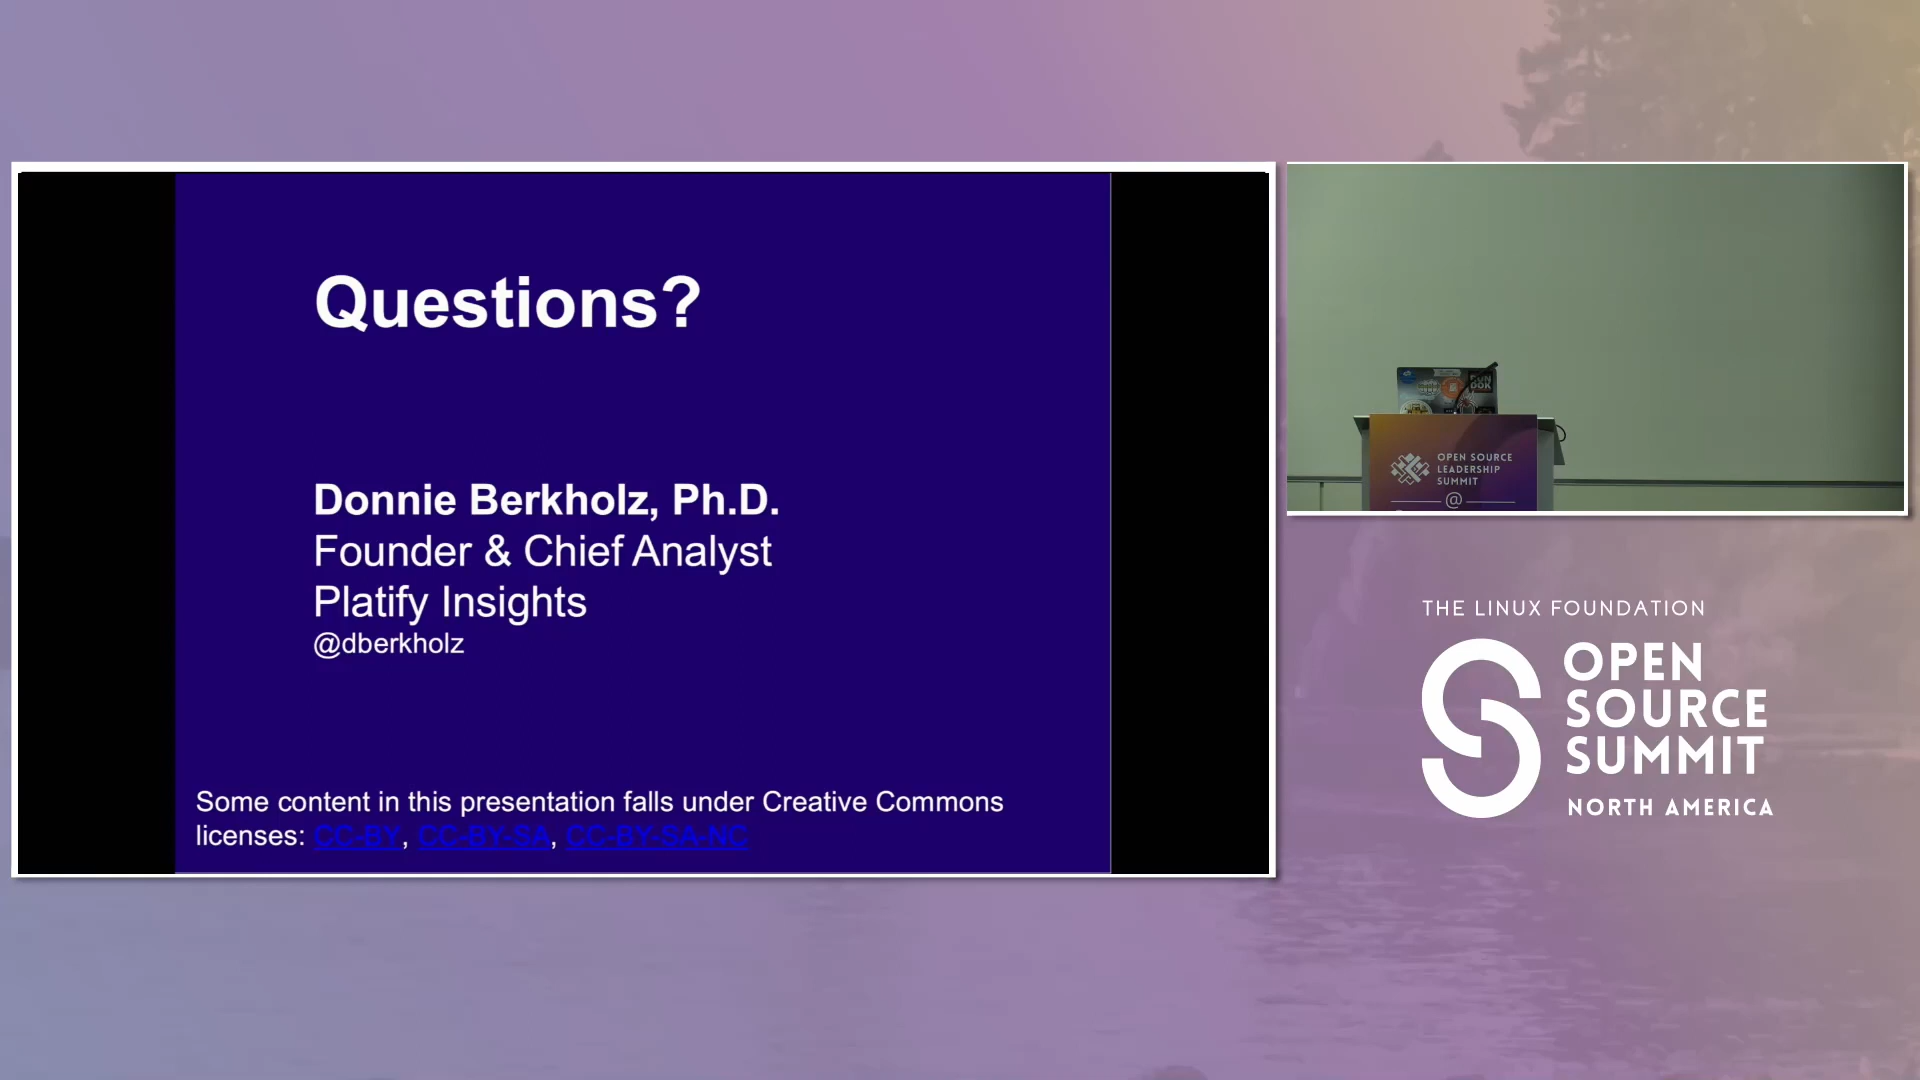 Questions?
Donnie Berkholz, Ph.D.
Founder & Chief Analyst
Platify Insights
@dberkholz
Some content in this presentation falls under Creative Commons
licenses: CC-BY, CC-BY-SA, CC-BY-SA-NC
OPEN SOURCE
LEADERSHIP
SUMMIT
@
THE LINUX FOUNDATION
OPEN
SOURCE
SUMMIT
NORTH AMERICA